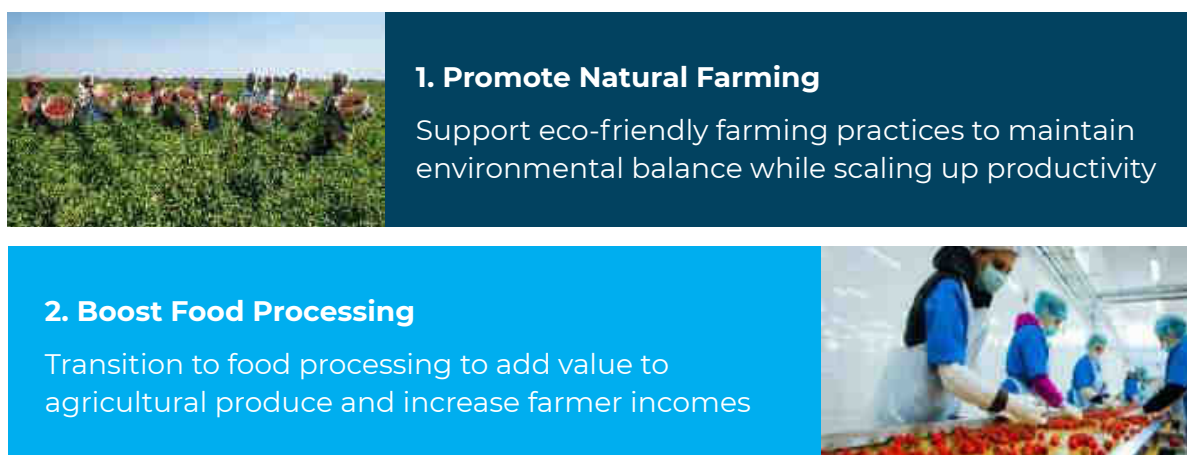 1. Promote Natural Farming
Support eco-friendly farming practices to maintain
environmental balance while scaling up productivity
2. Boost Food Processing
Transition to food processing to add value to
agricultural produce and increase farmer incomes